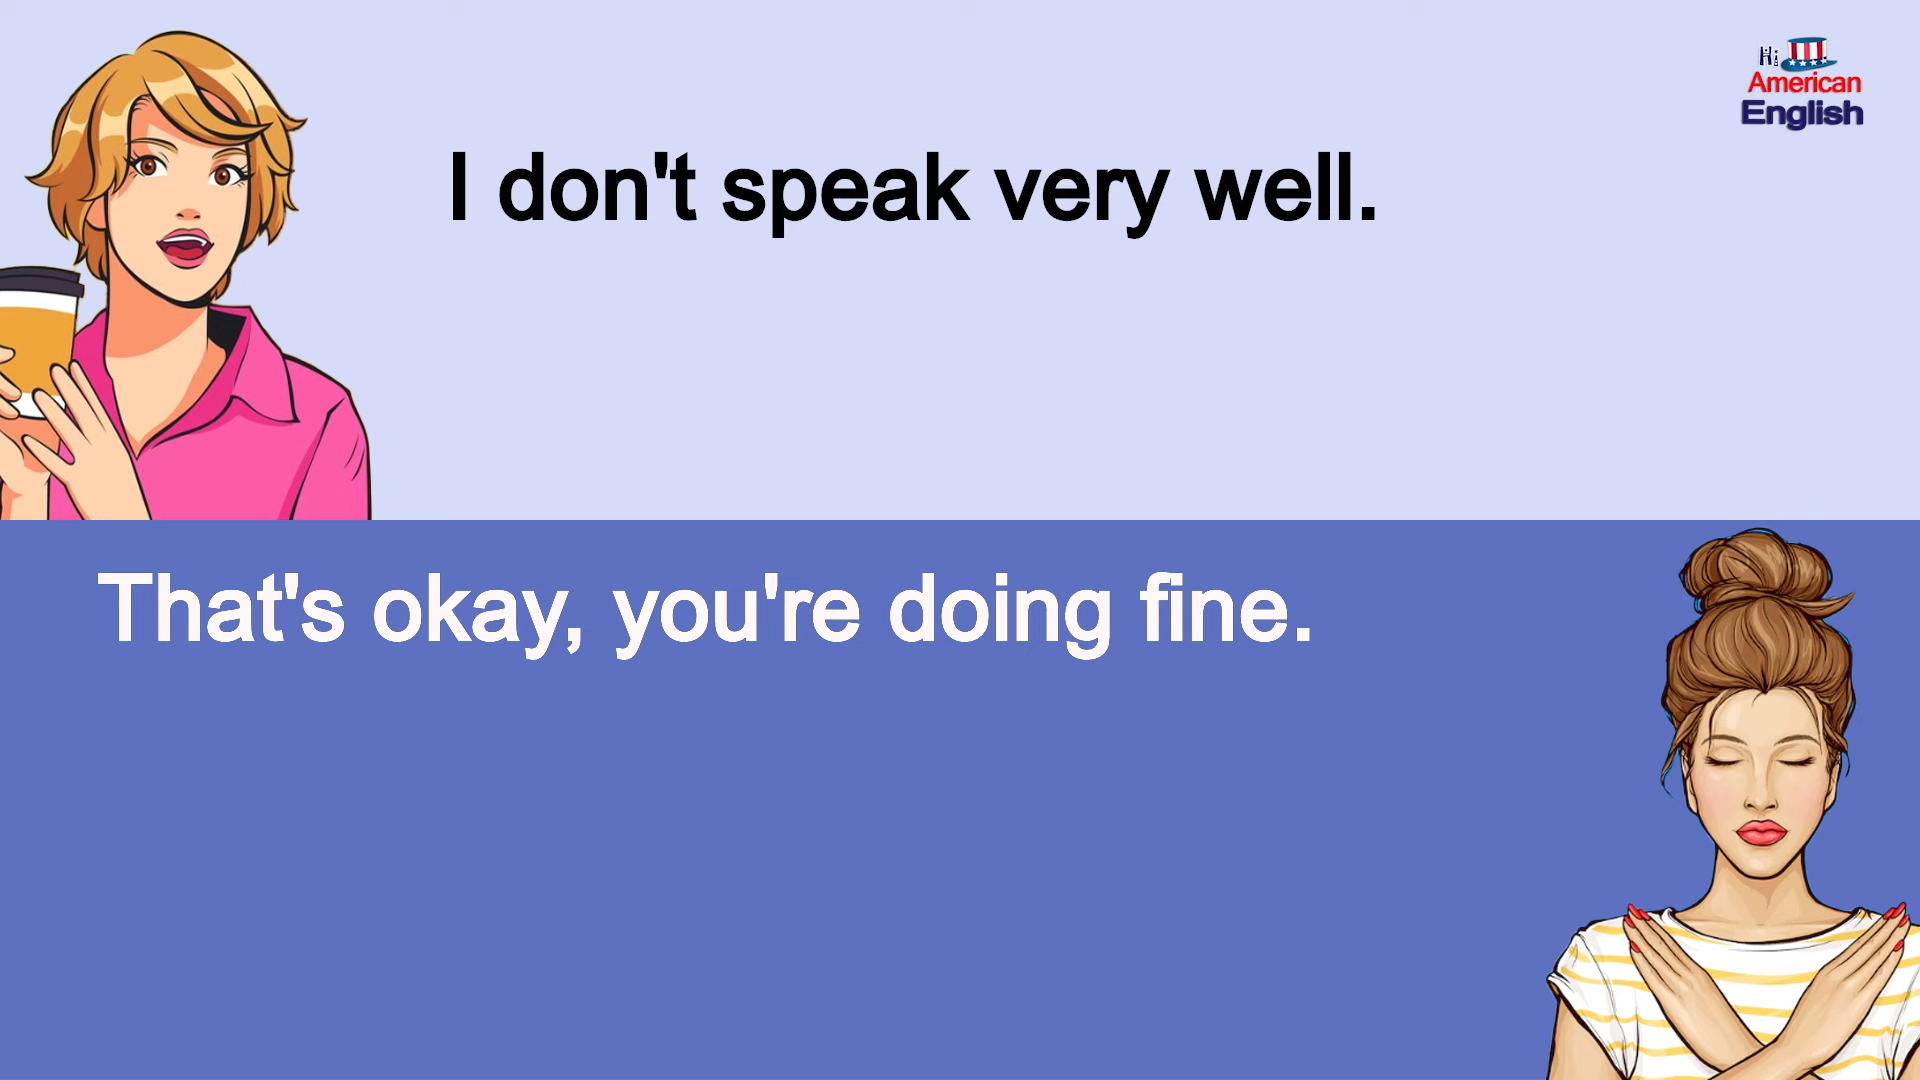 Hi
American
English
I don't speak very well.
That's okay, you're doing fine.